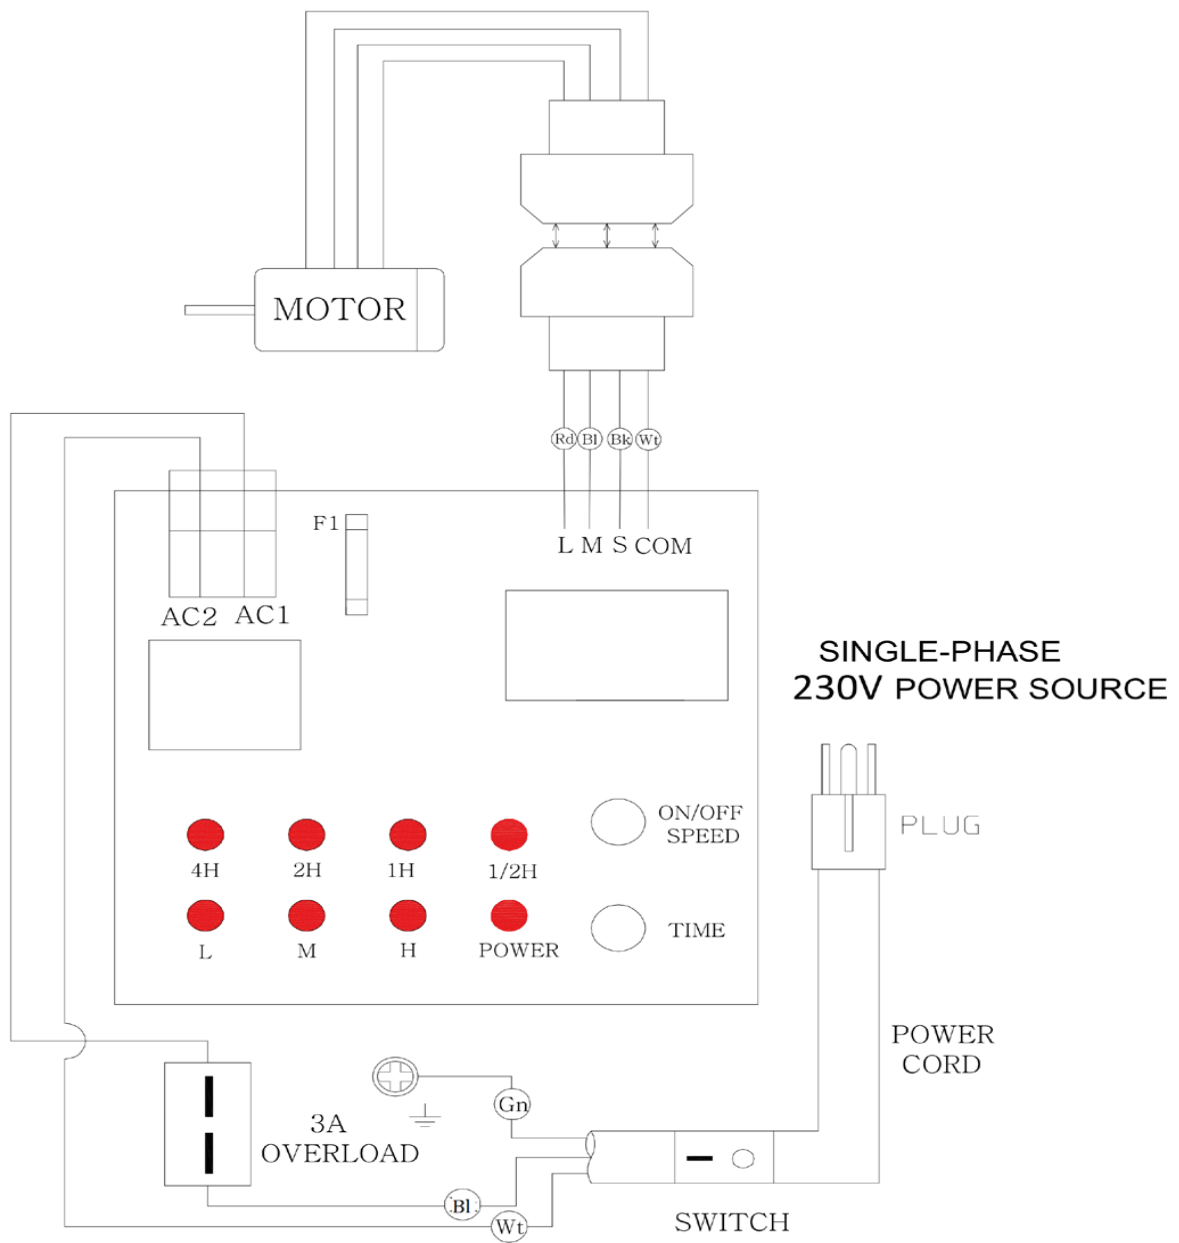 MOTOR
Rd Bl Bk Wt
F1
L M S COM
AC2 AC1
SINGLE-PHASE
230V POWER SOURCE
ON/OFF
SPEED
PLUG
4H 2H 1H 1/2H
TIME
L M H POWER
POWER
CORD
Gn
3A
OVERLOAD
Bl
Wt
SWITCH